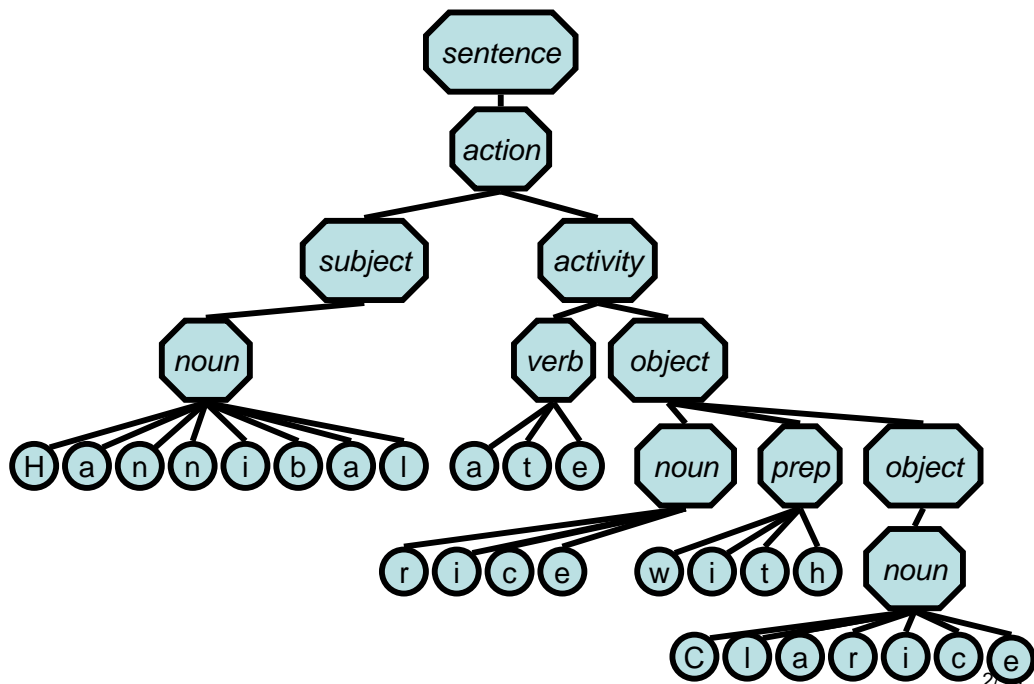 sentence
action
subject activity
noun verb object
H a n n i b a l a t e noun prep object
r i c e w i t h noun
C l a r i c e